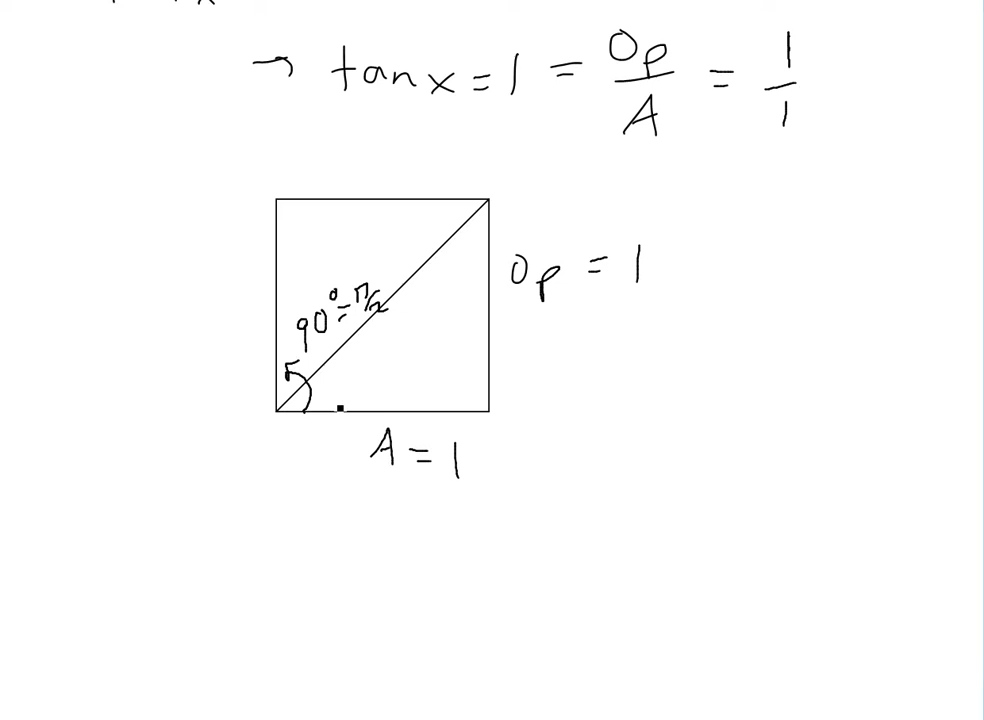 → tan x = 1 = Op/A = 1/1
90° = π/2
Op = 1
A = 1